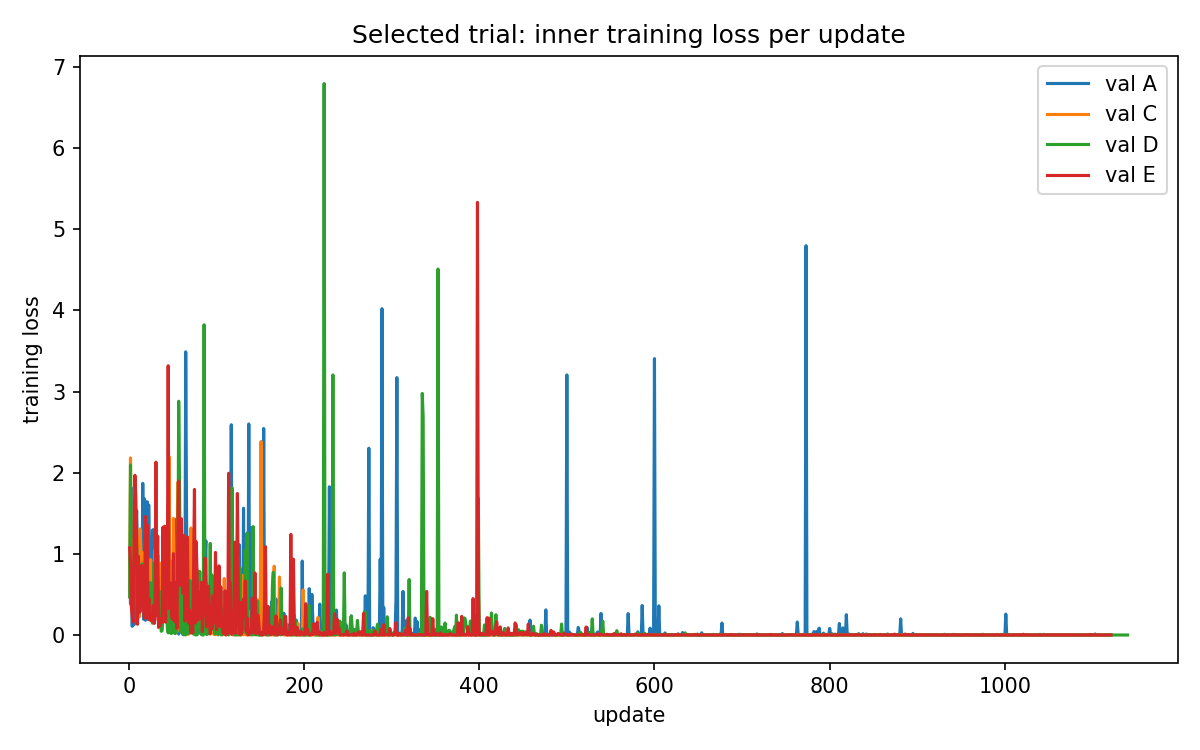 Selected trial: inner training loss per update
7
6
5
4
3
2
1
0
training loss
val A
val C
val D
val E
0 200 400 600 800 1000
update